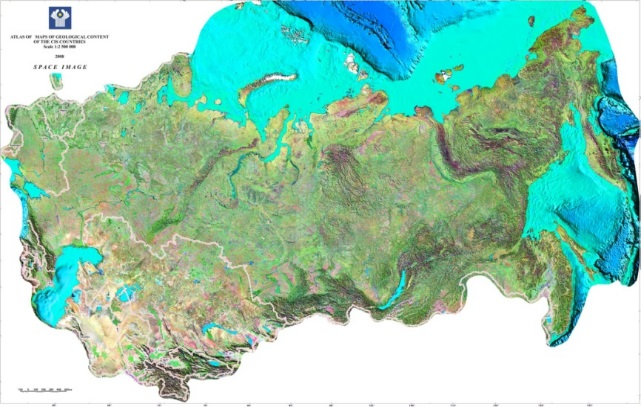 ATLAS OF MAPS OF GEOLOGICAL CONTENT
OF THE CIS COUNTRIES
Scale 1:2 500 000
2008
SPACE IMAGE